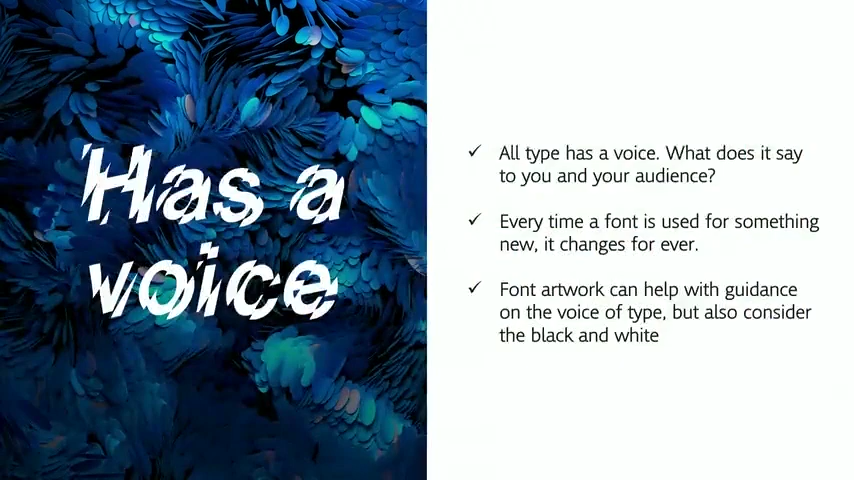 Has a
voice
✓ All type has a voice. What does it say
to you and your audience?
✓ Every time a font is used for something
new, it changes for ever.
✓ Font artwork can help with guidance
on the voice of type, but also consider
the black and white